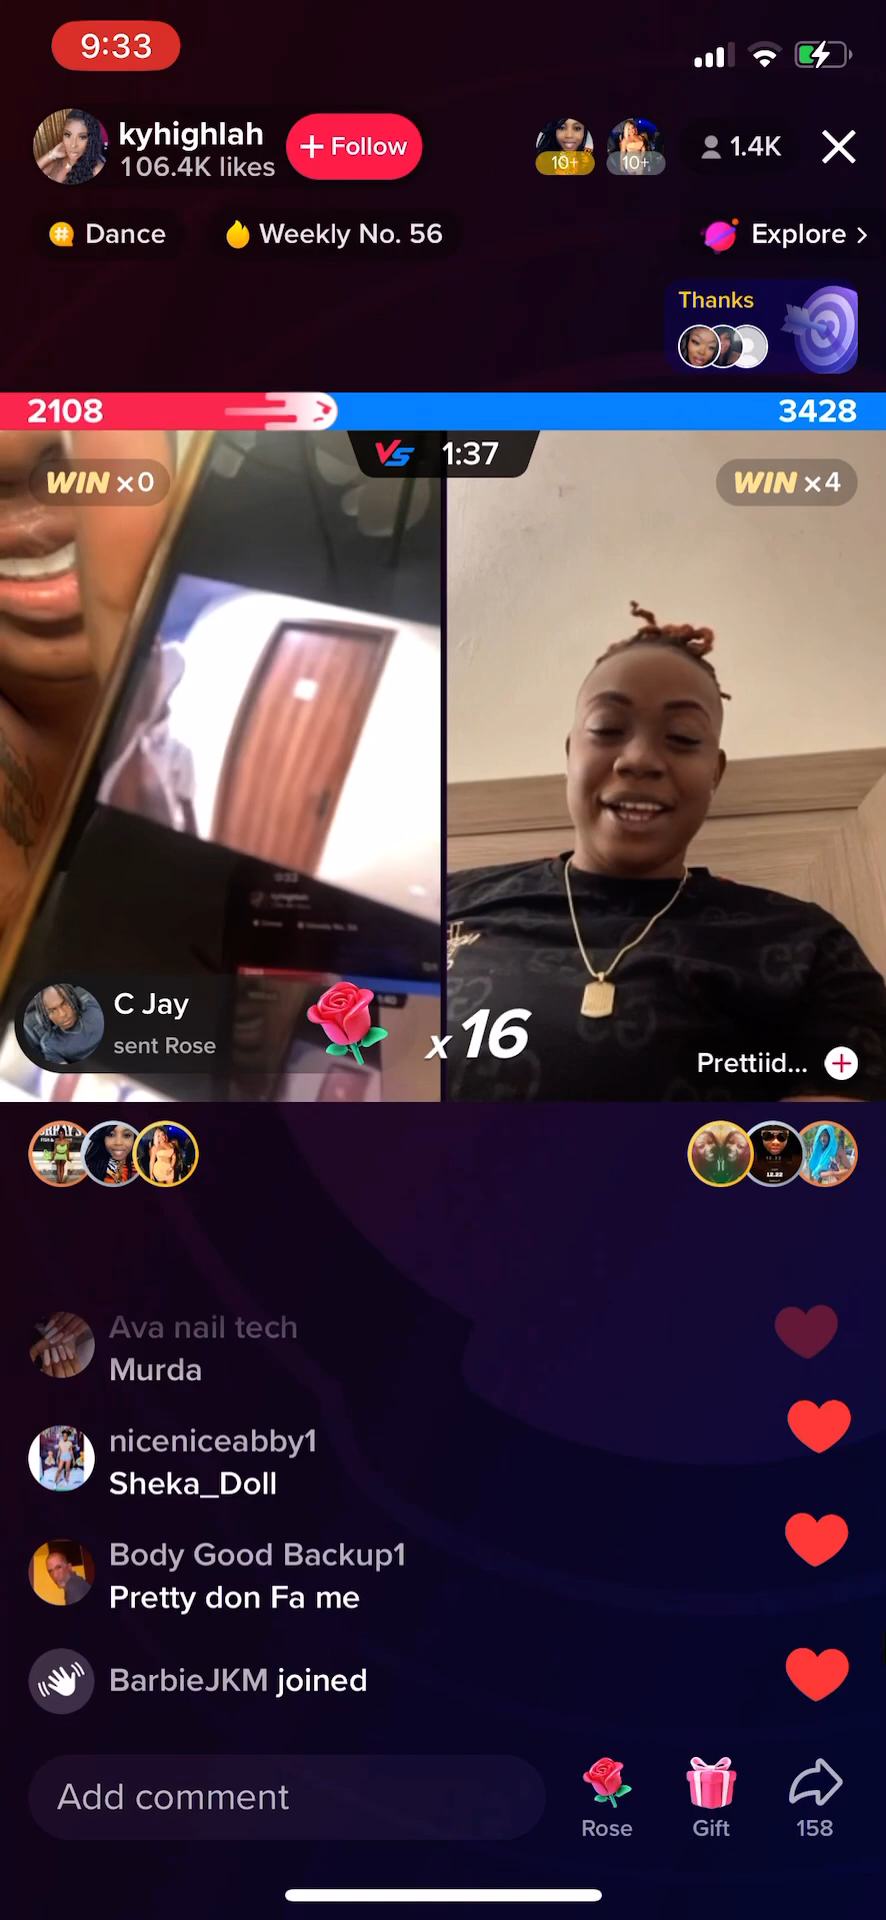 9:33
kyhighlah
106.4K likes
+ Follow
10+
10+
1.4K
Dance
Weekly No. 56
Explore >
Thanks
2108
3428
VS 1:37
WIN x0
WIN x4
C Jay
sent Rose
x16
Prettiid...
12.22
Ava nail tech
Murda
niceniceabby1
Sheka_Doll
Body Good Backup1
Pretty don Fa me
BarbieJKM joined
Add comment
Rose
Gift
158